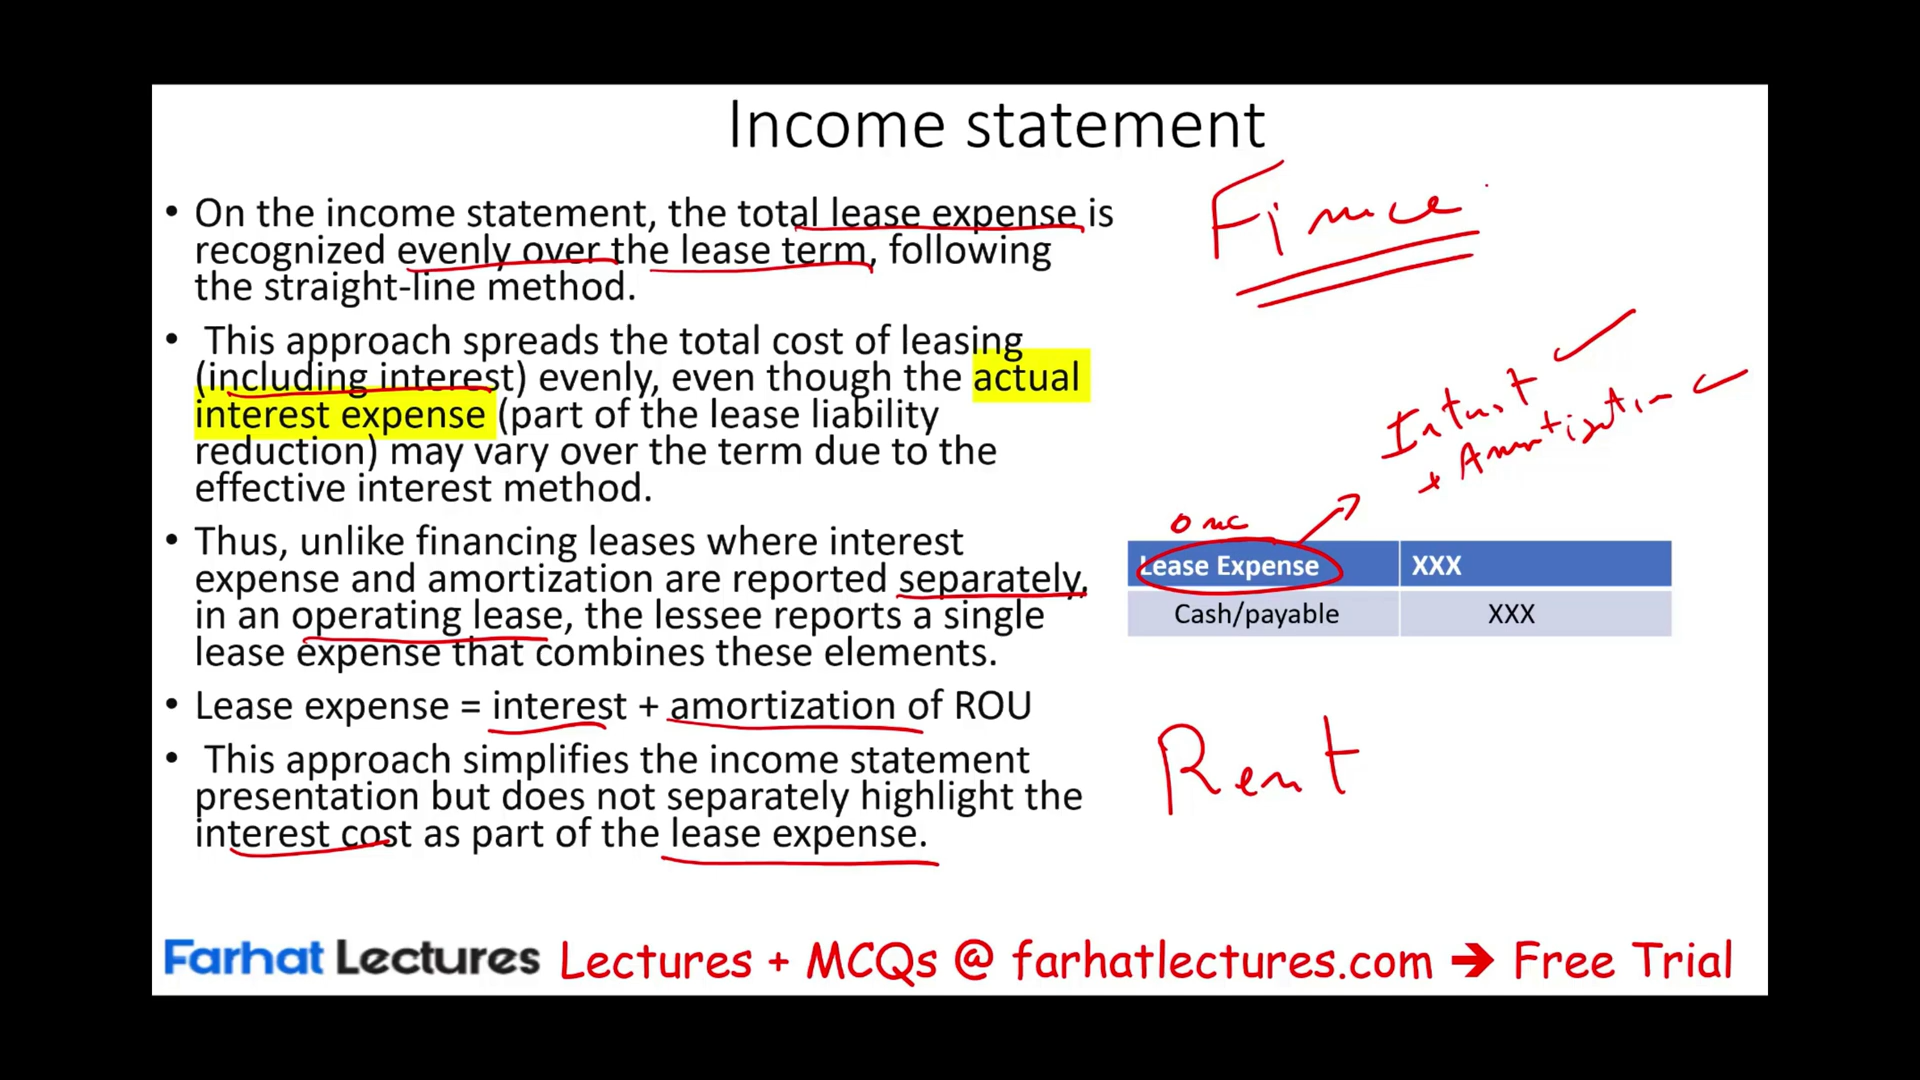 Income statement
• On the income statement, the total lease expense is
recognized evenly over the lease term, following
the straight-line method.
• This approach spreads the total cost of leasing
(including interest) evenly, even though the actual
interest expense (part of the lease liability
reduction) may vary over the term due to the
effective interest method.
• Thus, unlike financing leases where interest
expense and amortization are reported separately,
in an operating lease, the lessee reports a single
lease expense that combines these elements.
• Lease expense = interest + amortization of ROU
• This approach simplifies the income statement
presentation but does not separately highlight the
interest cost as part of the lease expense.
Finance
Interest
+ Amortization
one
Lease Expense XXX
Cash/payable XXX
Rent
Farhat Lectures Lectures + MCQs @ farhatlectures.com → Free Trial